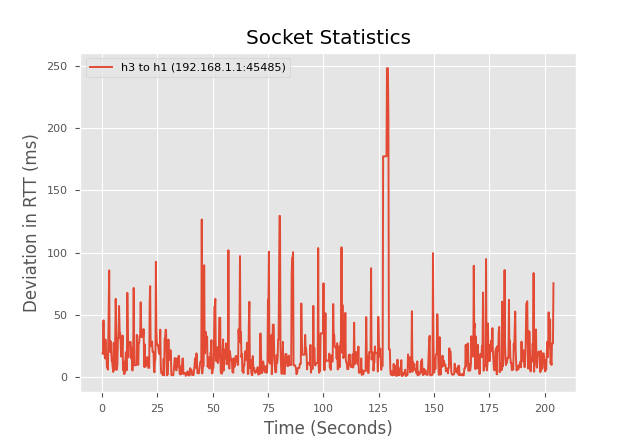 Socket Statistics
h3 to h1 (192.168.1.1:45485)
Deviation in RTT (ms)
250
200
150
100
50
0
0 25 50 75 100 125 150 175 200
Time (Seconds)